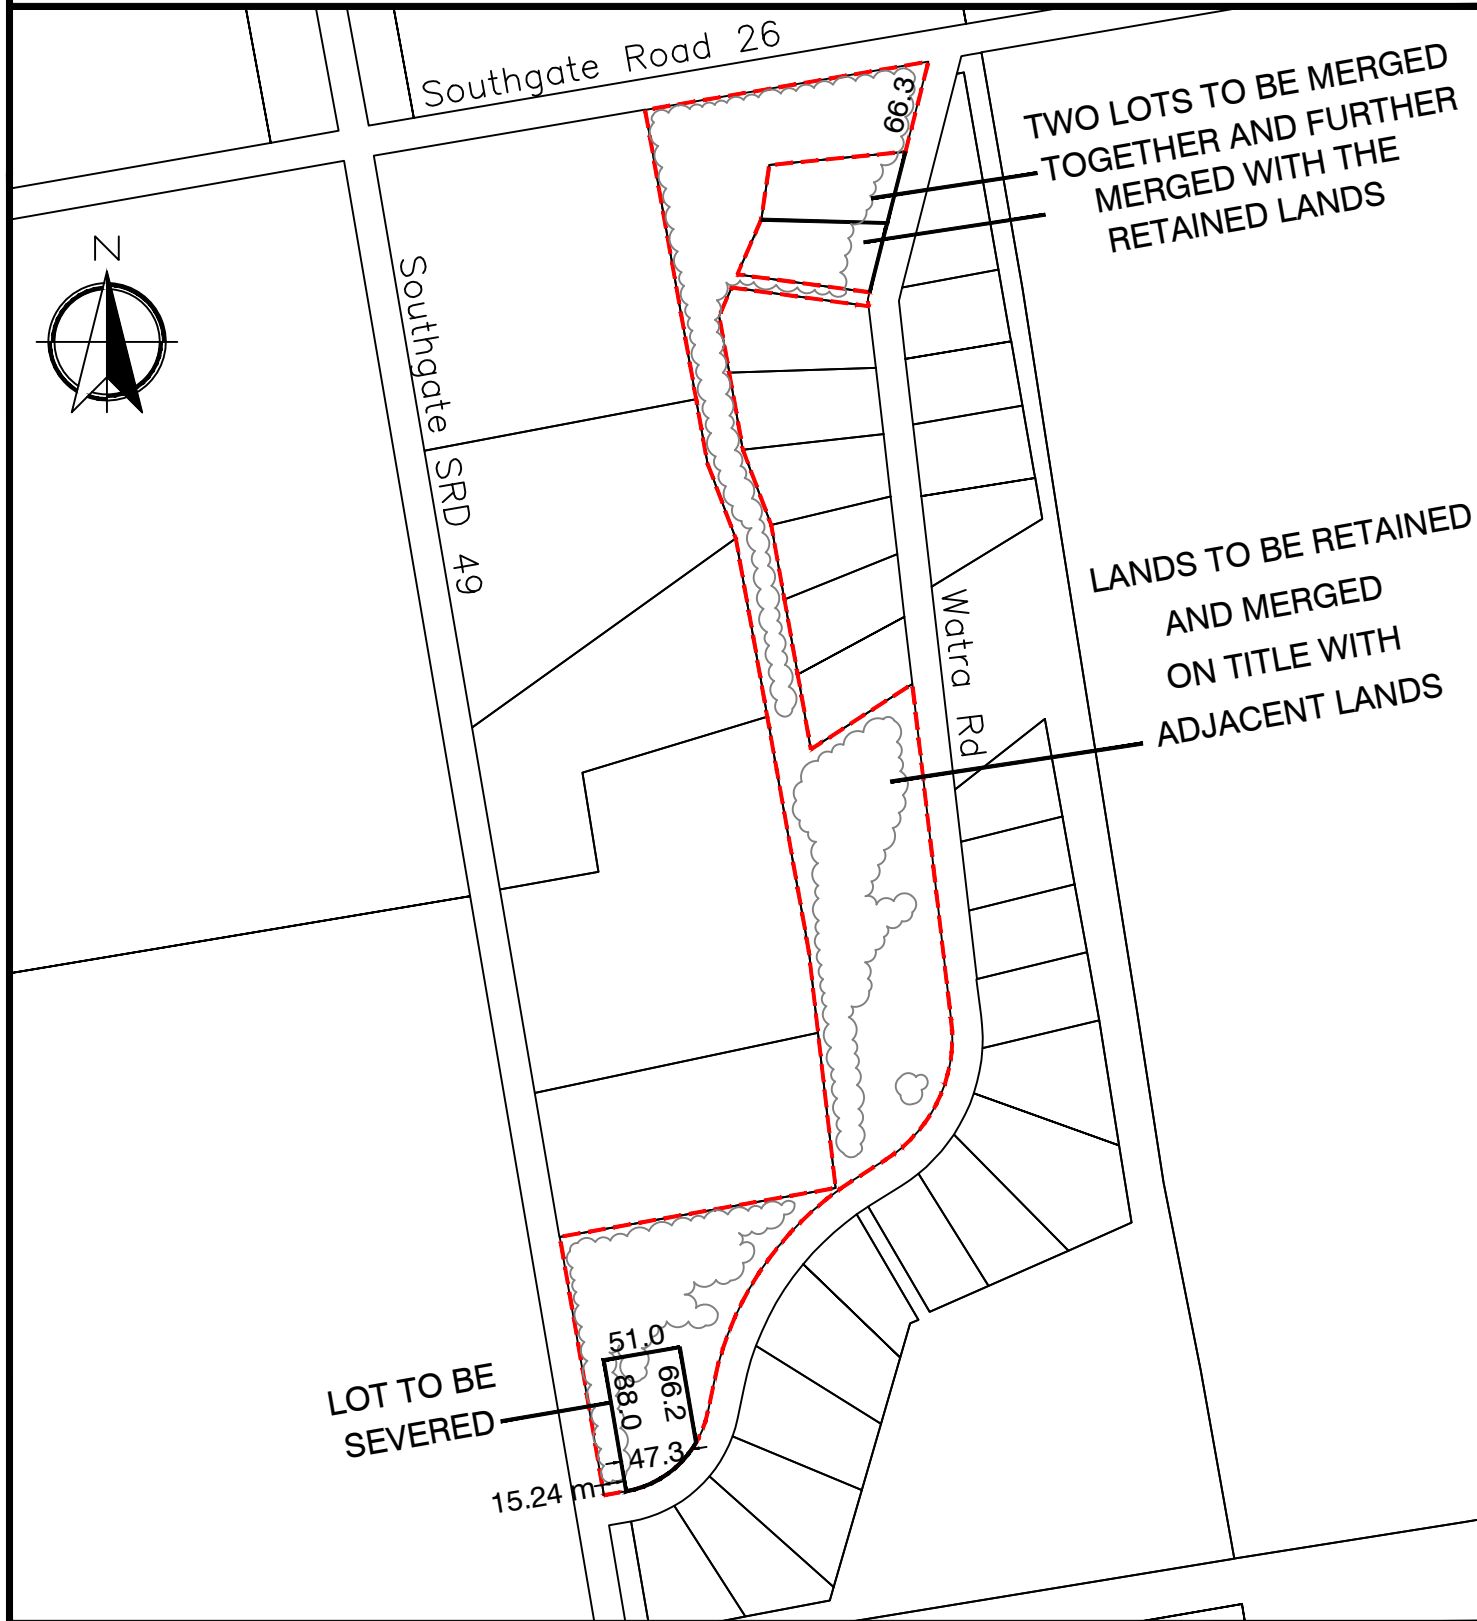 Southgate Road 26
66.3
TWO LOTS TO BE MERGED
TOGETHER AND FURTHER
MERGED WITH THE
RETAINED LANDS
N
Southgate SRD 49
LANDS TO BE RETAINED
AND MERGED
ON TITLE WITH
ADJACENT LANDS
Watra Rd
51.0
88.0
66.2
LOT TO BE
SEVERED
47.3
15.24 m